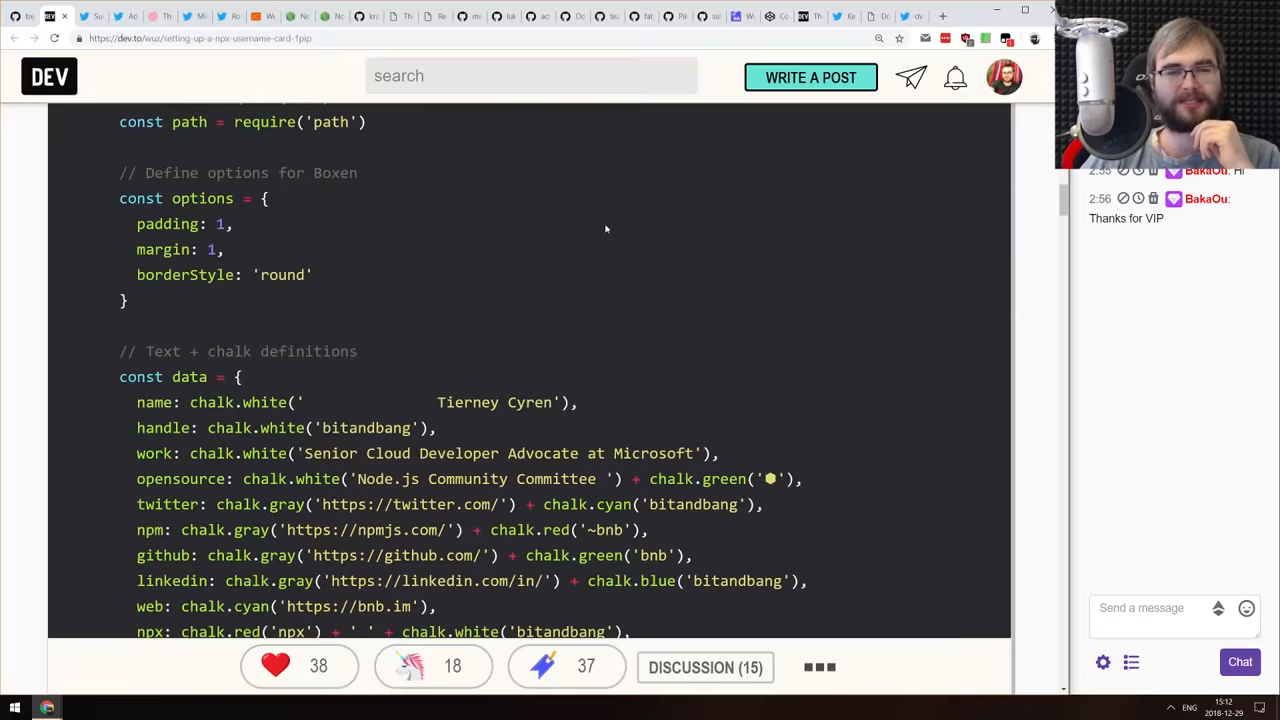 https://dev.to/wuz/setting-up-a-npx-username-card-1pip
DEV
search
WRITE A POST
const path = require('path')
// Define options for Boxen
const options = {
padding: 1,
margin: 1,
borderStyle: 'round'
}
// Text + chalk definitions
const data = {
name: chalk.white('               Tierney Cyren'),
handle: chalk.white('bitandbang'),
work: chalk.white('Senior Cloud Developer Advocate at Microsoft'),
opensource: chalk.white('Node.js Community Committee ') + chalk.green('⬢'),
twitter: chalk.gray('https://twitter.com/') + chalk.cyan('bitandbang'),
npm: chalk.gray('https://npmjs.com/') + chalk.red('~bnb'),
github: chalk.gray('https://github.com/') + chalk.green('bnb'),
linkedin: chalk.gray('https://linkedin.com/in/') + chalk.blue('bitandbang'),
web: chalk.cyan('https://bnb.im'),
npx: chalk.red('npx') + ' ' + chalk.white('bitandbang'),
38
18
37
DISCUSSION (15)
2:55 BakaOu: Hi
2:56 BakaOu:
Thanks for VIP
Send a message
Chat
ENG
15:12
2018-12-29